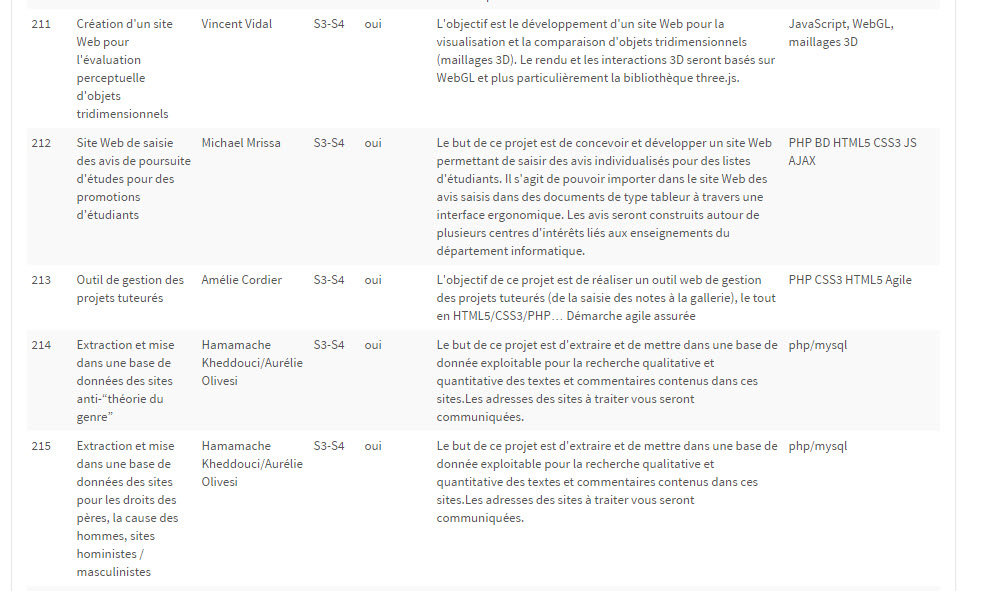 211 Création d'un site Vincent Vidal S3-S4 oui L'objectif est le développement d'un site Web pour la JavaScript, WebGL,
Web pour visualisation et la comparaison d'objets tridimensionnels maillages 3D
l'évaluation (maillages 3D). Le rendu et les interactions 3D seront basés sur
perceptuelle WebGL et plus particulièrement la bibliothèque three.js.
d'objets
tridimensionnels
212 Site Web de saisie Michael Mrissa S3-S4 oui Le but de ce projet est de concevoir et développer un site Web PHP BD HTML5 CSS3 JS
des avis de poursuite permettant de saisir des avis individualisés pour des listes AJAX
d'études pour des d'étudiants. Il s'agit de pouvoir importer dans le site Web des
promotions avis saisis dans des documents de type tableur à travers une
d'étudiants interface ergonomique. Les avis seront construits autour de
plusieurs centres d'intérêts liés aux enseignements du
département informatique.
213 Outil de gestion des Amélie Cordier S3-S4 oui L'objectif de ce projet est de réaliser un outil web de gestion PHP CSS3 HTML5 Agile
projets tuteurés des projets tuteurés (de la saisie des notes à la gallerie), le tout
en HTML5/CSS3/PHP… Démarche agile assurée
214 Extraction et mise Hamamache S3-S4 oui Le but de ce projet est d'extraire et de mettre dans une base de php/mysql
dans une base de Kheddouci/Aurélie donnée exploitable pour la recherche qualitative et
données des sites Olivesi quantitative des textes et commentaires contenus dans ces
anti-“théorie du sites.Les adresses des sites à traiter vous seront
genre” communiquées.
215 Extraction et mise Hamamache S3-S4 oui Le but de ce projet est d'extraire et de mettre dans une base de php/mysql
dans une base de Kheddouci/Aurélie donnée exploitable pour la recherche qualitative et
données des sites Olivesi quantitative des textes et commentaires contenus dans ces
pour les droits des sites.Les adresses des sites à traiter vous seront
pères, la cause des communiquées.
hommes, sites
hoministes /
masculinistes